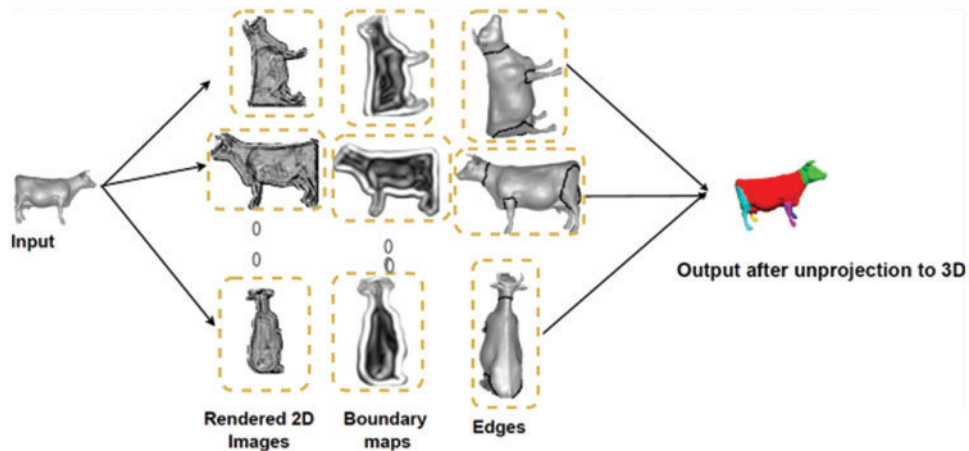 Input
Output after unprojection to 3D
Rendered 2D
Images
Boundary
maps
Edges